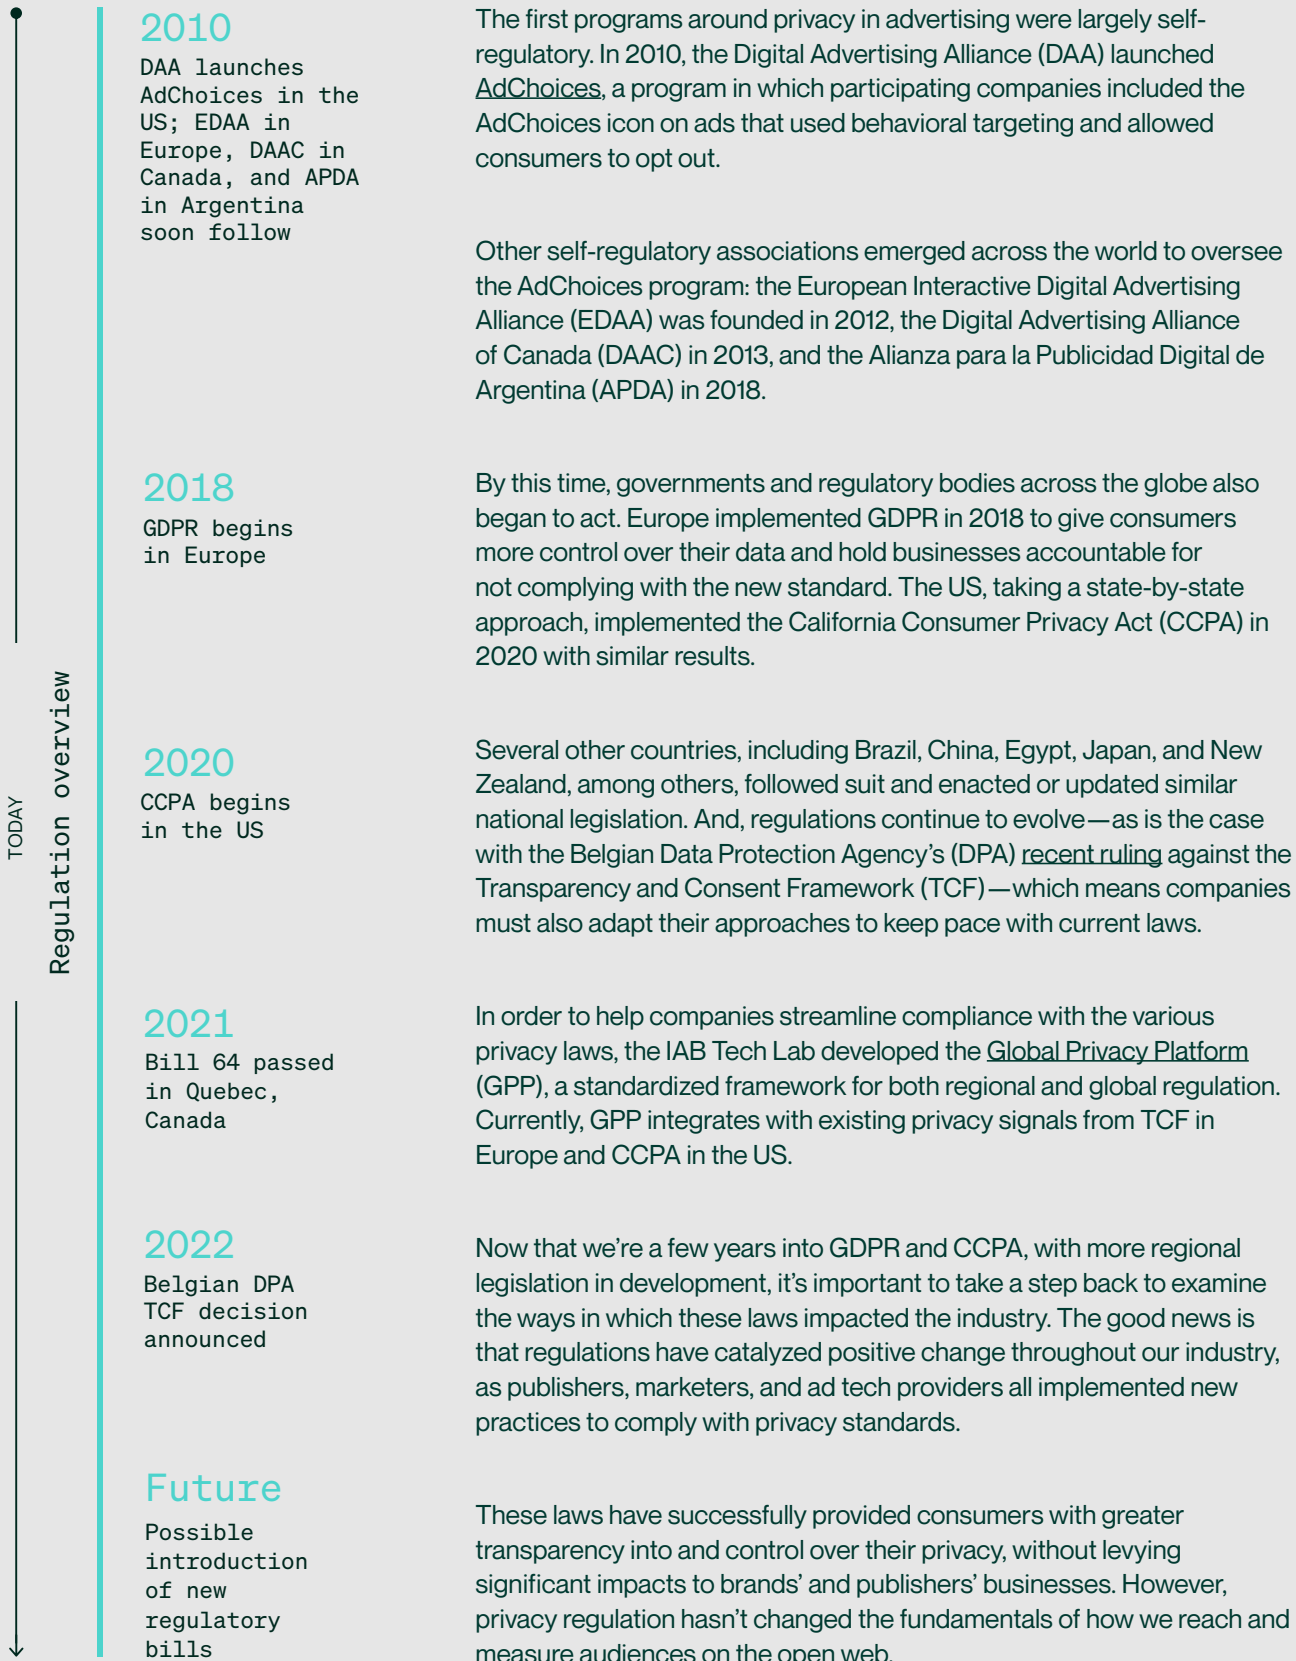 TODAY
Regulation overview
2010
DAA launches
AdChoices in the
US; EDAA in
Europe, DAAC in
Canada, and APDA
in Argentina
soon follow
2018
GDPR begins
in Europe
2020
CCPA begins
in the US
2021
Bill 64 passed
in Quebec,
Canada
2022
Belgian DPA
TCF decision
announced
Future
Possible
introduction
of new
regulatory
bills
The first programs around privacy in advertising were largely self-
regulatory. In 2010, the Digital Advertising Alliance (DAA) launched
AdChoices, a program in which participating companies included the
AdChoices icon on ads that used behavioral targeting and allowed
consumers to opt out.
Other self-regulatory associations emerged across the world to oversee
the AdChoices program: the European Interactive Digital Advertising
Alliance (EDAA) was founded in 2012, the Digital Advertising Alliance
of Canada (DAAC) in 2013, and the Alianza para la Publicidad Digital de
Argentina (APDA) in 2018.
By this time, governments and regulatory bodies across the globe also
began to act. Europe implemented GDPR in 2018 to give consumers
more control over their data and hold businesses accountable for
not complying with the new standard. The US, taking a state-by-state
approach, implemented the California Consumer Privacy Act (CCPA) in
2020 with similar results.
Several other countries, including Brazil, China, Egypt, Japan, and New
Zealand, among others, followed suit and enacted or updated similar
national legislation. And, regulations continue to evolve—as is the case
with the Belgian Data Protection Agency’s (DPA) recent ruling against the
Transparency and Consent Framework (TCF)—which means companies
must also adapt their approaches to keep pace with current laws.
In order to help companies streamline compliance with the various
privacy laws, the IAB Tech Lab developed the Global Privacy Platform
(GPP), a standardized framework for both regional and global regulation.
Currently, GPP integrates with existing privacy signals from TCF in
Europe and CCPA in the US.
Now that we’re a few years into GDPR and CCPA, with more regional
legislation in development, it’s important to take a step back to examine
the ways in which these laws impacted the industry. The good news is
that regulations have catalyzed positive change throughout our industry,
as publishers, marketers, and ad tech providers all implemented new
practices to comply with privacy standards.
These laws have successfully provided consumers with greater
transparency into and control over their privacy, without levying
significant impacts to brands’ and publishers’ businesses. However,
privacy regulation hasn’t changed the fundamentals of how we reach and
measure audiences on the open web.